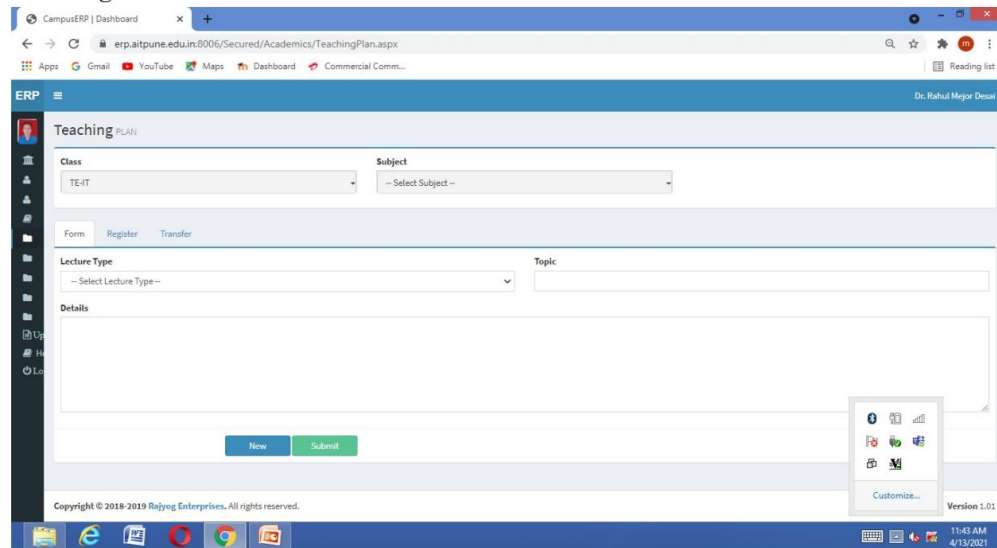 CampusERP | Dashboard
erp.aitpune.edu.in:8006/Secured/Academics/TeachingPlan.aspx
m
Apps Gmail YouTube Maps Dashboard Commercial Comm... Reading list
ERP Dr. Rahul Mejor Desai
Teaching PLAN
Class Subject
TE-IT -- Select Subject --
Form Register Transfer
Lecture Type Topic
-- Select Lecture Type --
Details
Up
He
Lo
New Submit
Customize...
Copyright © 2018-2019 Rajyog Enterprises. All rights reserved. Version 1.01
11:43 AM
4/13/2021